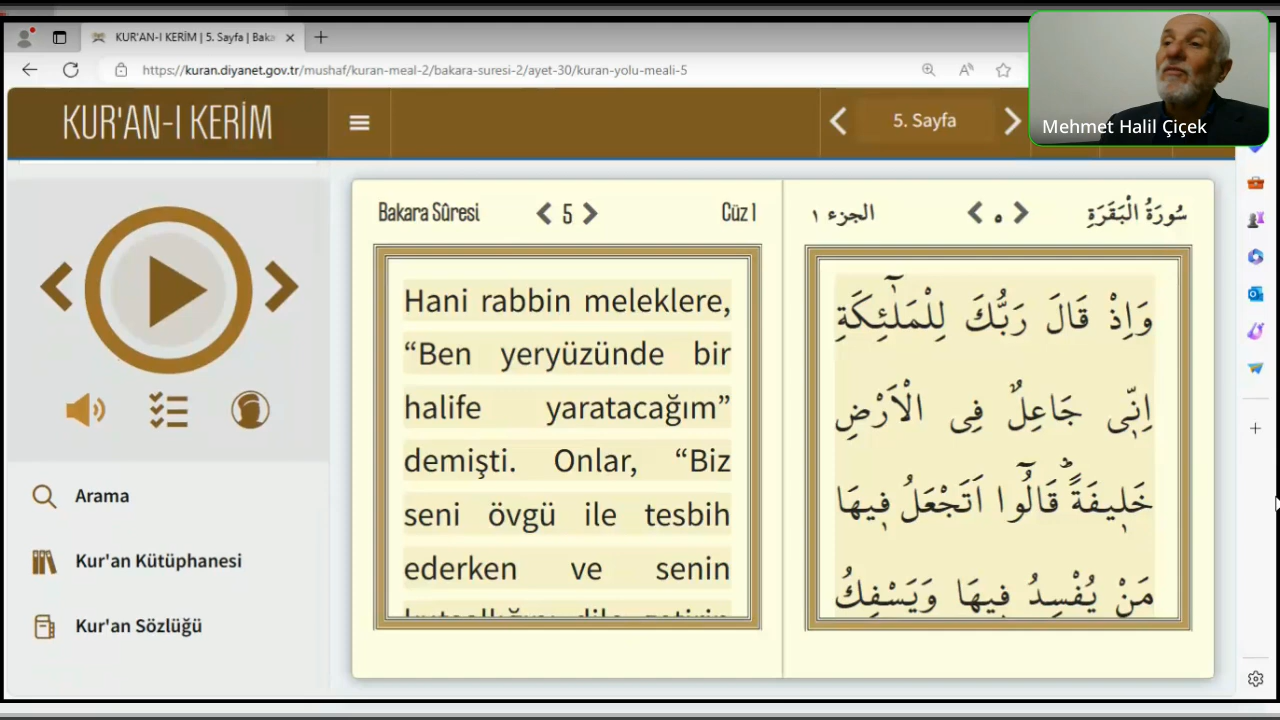 KUR'AN-I KERİM | 5. Sayfa | Baka
https://kuran.diyanet.gov.tr/mushaf/kuran-meal-2/bakara-suresi-2/ayet-30/kuran-yolu-meali-5
KUR'AN-I KERİM
5. Sayfa
Mehmet Halil Çiçek
Bakara Sûresi
5
Cüz 1
الجزء ١
٥
سُورَةُ الْبَقَرَةِ
Hani rabbin meleklere,
“Ben yeryüzünde bir
halife yaratacağım”
demişti. Onlar, “Biz
seni övgü ile tesbih
ederken ve senin
وَاِذْ قَالَ رَبُّكَ لِلْمَلٰٓئِكَةِ
اِنّ۪ى جَاعِلٌ فِى الْاَرْضِ
خَل۪يفَةًۜ قَالُٓوا اَتَجْعَلُ ف۪يهَا
مَنْ يُفْسِدُ ف۪يهَا وَيَسْفِكُ
Arama
Kur'an Kütüphanesi
Kur'an Sözlüğü